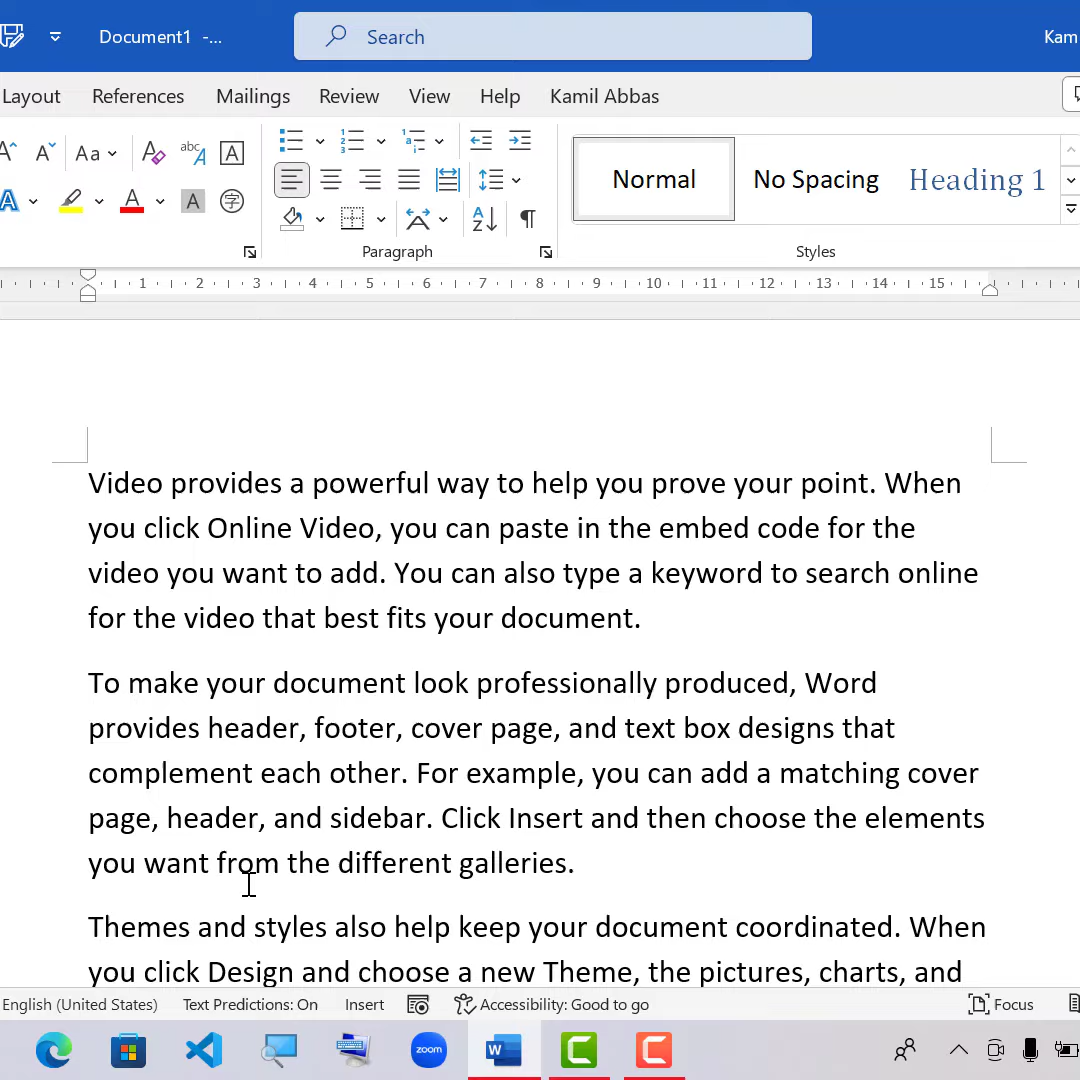 Document1 -...
Search
Kam
Layout References Mailings Review View Help Kamil Abbas
Aa
abc A
A
A A A 字
Normal
No Spacing
Heading 1
Paragraph
Styles
1 2 3 4 5 6 7 8 9 10 11 12 13 14 15
Video provides a powerful way to help you prove your point. When
you click Online Video, you can paste in the embed code for the
video you want to add. You can also type a keyword to search online
for the video that best fits your document.
To make your document look professionally produced, Word
provides header, footer, cover page, and text box designs that
complement each other. For example, you can add a matching cover
page, header, and sidebar. Click Insert and then choose the elements
you want from the different galleries.
Themes and styles also help keep your document coordinated. When
you click Design and choose a new Theme, the pictures, charts, and
English (United States) Text Predictions: On Insert Accessibility: Good to go Focus
zoom